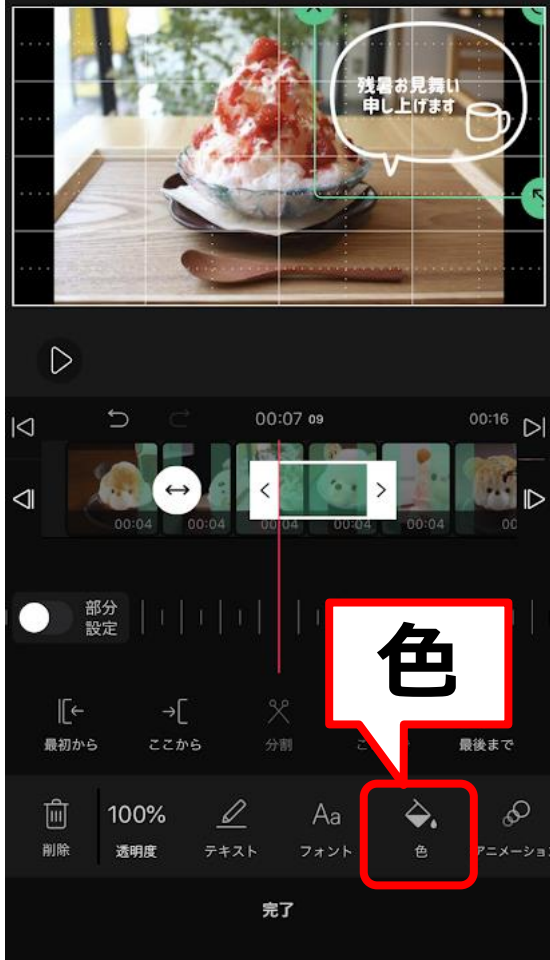 残暑お見舞い
申し上げます
00:07 09
00:16
00:04
00:04
00:04
00:04
00:04
00
部分
設定
色
最初から
ここから
分割
最後まで
100%
Aa
削除
透明度
テキスト
フォント
色
アニメーション
完了